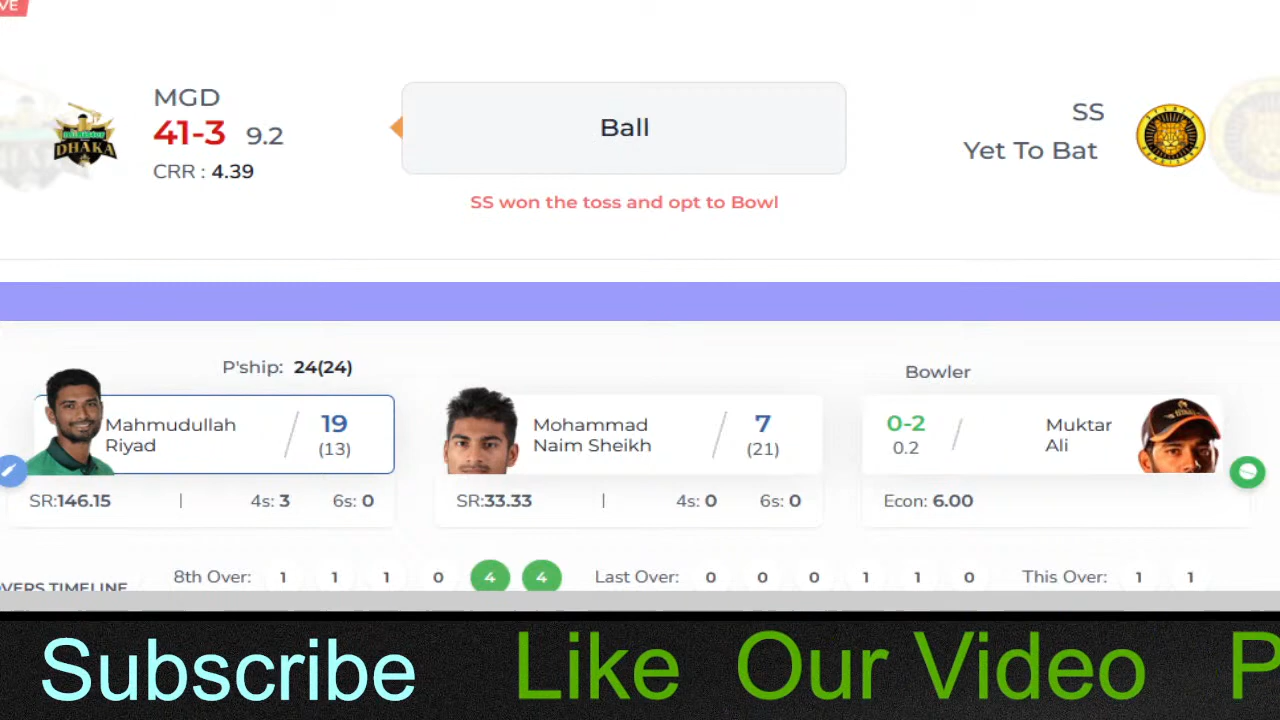 VE
MGD
41-3 9.2
CRR : 4.39
DHAKA
Ball
SS won the toss and opt to Bowl
SS
Yet To Bat
P'ship: 24(24)
Mahmudullah
Riyad
19
(13)
SR:146.15 | 4s: 3 6s: 0
Mohammad
Naim Sheikh
7
(21)
SR:33.33 | 4s: 0 6s: 0
Bowler
0-2
0.2
Muktar
Ali
Econ: 6.00
OVERS TIMELINE 8th Over: 1 1 1 0 4 4 Last Over: 0 0 0 1 1 0 This Over: 1 1
Subscribe Like Our Video P